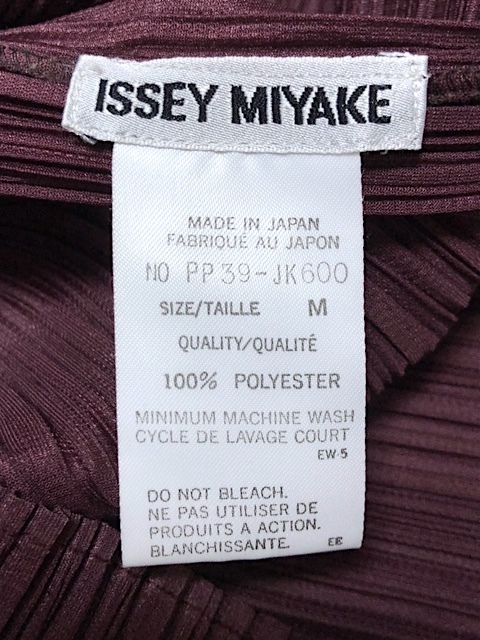 ISSEY MIYAKE
MADE IN JAPAN
FABRIQUÉ AU JAPON
NO PP39-JK600
SIZE/TAILLE M
QUALITY/QUALITÉ
100% POLYESTER
MINIMUM MACHINE WASH
CYCLE DE LAVAGE COURT
EW-5
DO NOT BLEACH.
NE PAS UTILISER DE
PRODUITS A ACTION.
BLANCHISSANTE. EE